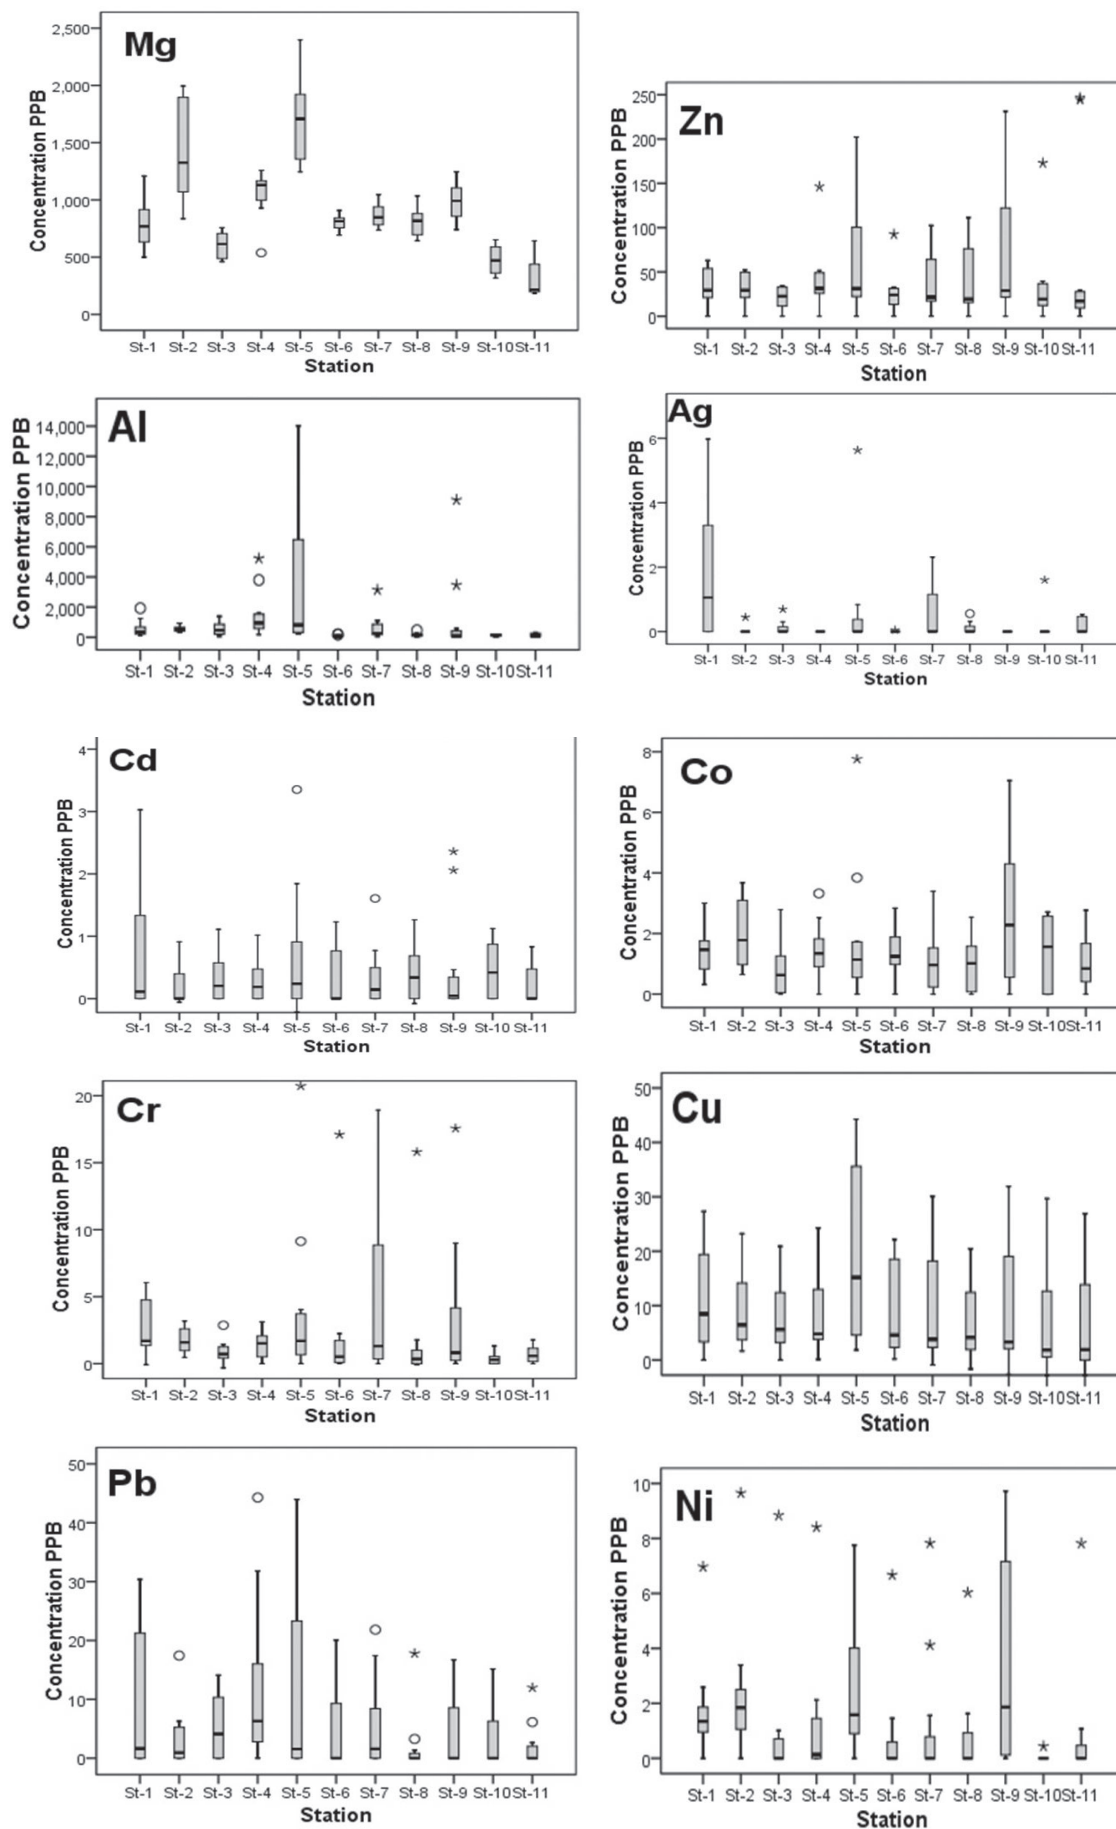 Mg
Concentration PPB
2,500
2,000
1,500
1,000
500
0
St-1 St-2 St-3 St-4 St-5 St-6 St-7 St-8 St-9 St-10 St-11
Station
Zn
Concentration PPB
250
200
150
100
50
0
St-1 St-2 St-3 St-4 St-5 St-6 St-7 St-8 St-9 St-10 St-11
Station
Al
Concentration PPB
14,000
12,000
10,000
8,000
6,000
4,000
2,000
0
St-1 St-2 St-3 St-4 St-5 St-6 St-7 St-8 St-9 St-10 St-11
Station
Ag
Concentration PPB
6
4
2
0
St-1 St-2 St-3 St-4 St-5 St-6 St-7 St-8 St-9 St-10 St-11
Station
Cd
Concentration PPB
4
3
2
1
0
St-1 St-2 St-3 St-4 St-5 St-6 St-7 St-8 St-9 St-10 St-11
Station
Co
Concentration PPB
8
6
4
2
0
St-1 St-2 St-3 St-4 St-5 St-6 St-7 St-8 St-9 St-10 St-11
Station
Cr
Concentration PPB
20
15
10
5
0
St-1 St-2 St-3 St-4 St-5 St-6 St-7 St-8 St-9 St-10 St-11
Station
Cu
Concentration PPB
50
40
30
20
10
0
St-1 St-2 St-3 St-4 St-5 St-6 St-7 St-8 St-9 St-10 St-11
Station
Pb
Concentration PPB
50
40
30
20
10
0
St-1 St-2 St-3 St-4 St-5 St-6 St-7 St-8 St-9 St-10 St-11
Station
Ni
Concentration PPB
10
8
6
4
2
0
St-1 St-2 St-3 St-4 St-5 St-6 St-7 St-8 St-9 St-10 St-11
Station